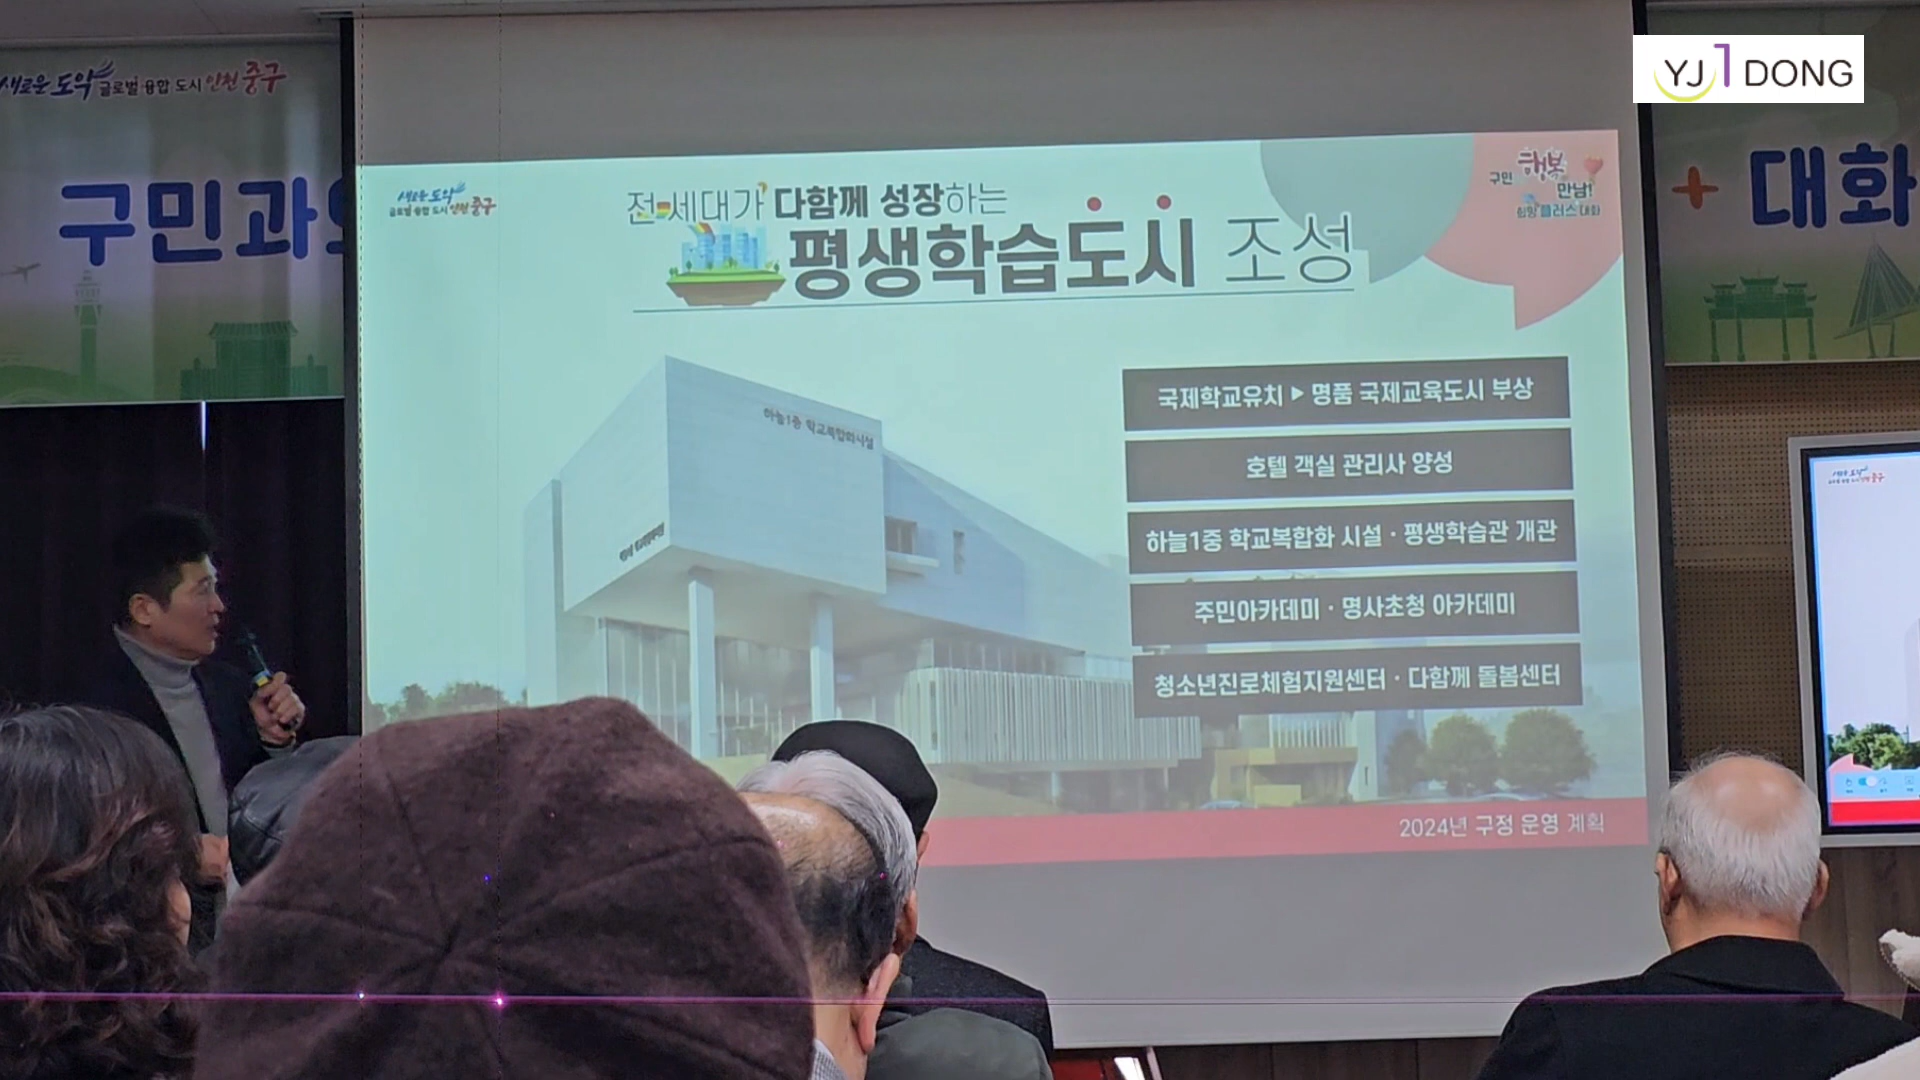 새로운 도약 글로벌 융합 도시 인천 중구
YJ1DONG
구민과의
+ 대화
새로운 도약
글로벌 융합 도시 인천 중구
구민 행복
만남!
희망 플러스 대화
전 세대가 다함께 성장하는
평생학습도시 조성
하늘1중 학교복합화시설
국제학교유치 ▶ 명품 국제교육도시 부상
호텔 객실 관리사 양성
하늘1중 학교복합화 시설 · 평생학습관 개관
주민아카데미 · 명사초청 아카데미
청소년진로체험지원센터 · 다함께 돌봄센터
2024년 구정 운영 계획